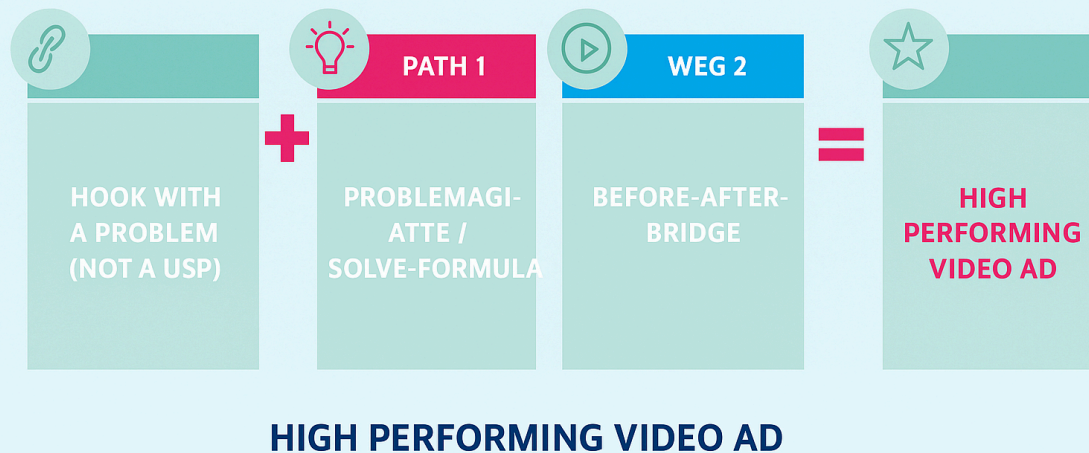 PATH 1
WEG 2
HOOK WITH
A PROBLEM
(NOT A USP)
PROBLEMAGI-
ATTE /
SOLVE-FORMULA
BEFORE-AFTER-
BRIDGE
HIGH
PERFORMING
VIDEO AD
HIGH PERFORMING VIDEO AD